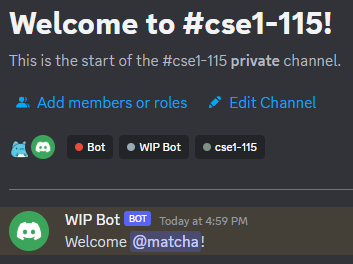 Welcome to #cse1-115!
This is the start of the #cse1-115 private channel.
Add members or roles Edit Channel
Bot WIP Bot cse1-115
WIP Bot BOT Today at 4:59 PM
Welcome @matcha!